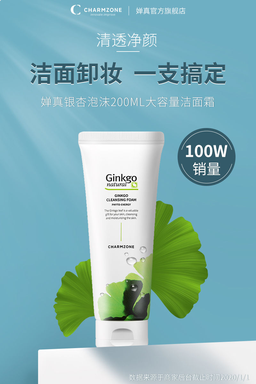 CHARMZONE
婵真官方旗舰店
清透净颜
洁面卸妆 一支搞定
婵真银杏泡沫200ML大容量洁面霜
100W
销量
Ginkgo
natural
GINKGO
CLEANSING FOAM
PHYTO ENERGY
CHARMZONE